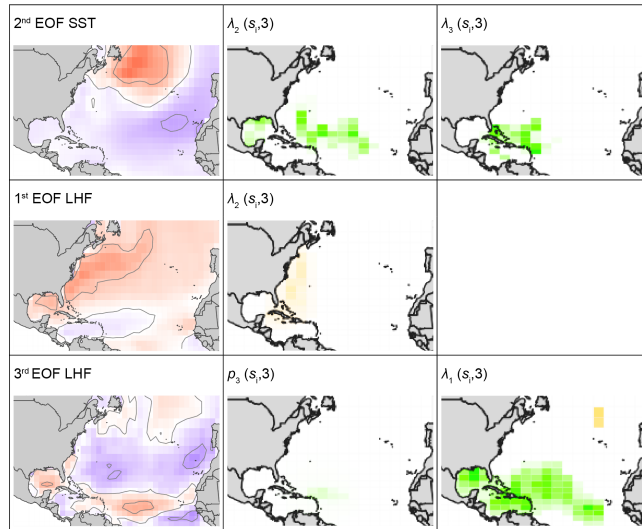 2ⁿᵈ EOF SST
λ₂ (sᵢ,3)
λ₃ (sᵢ,3)
1ˢᵗ EOF LHF
λ₂ (sᵢ,3)
3ʳᵈ EOF LHF
p₃ (sᵢ,3)
λ₁ (sᵢ,3)